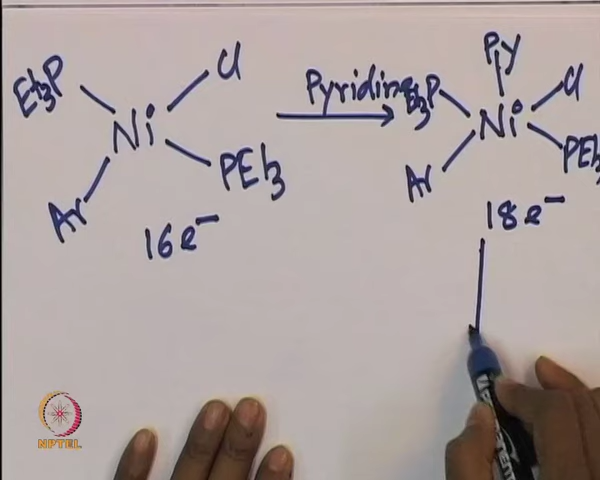 Et3P Cl
Ni
Ar PEt3
16e−
Pyridine
Py
Et3P Cl
Ni
Ar PEt3
18e−
NPTEL